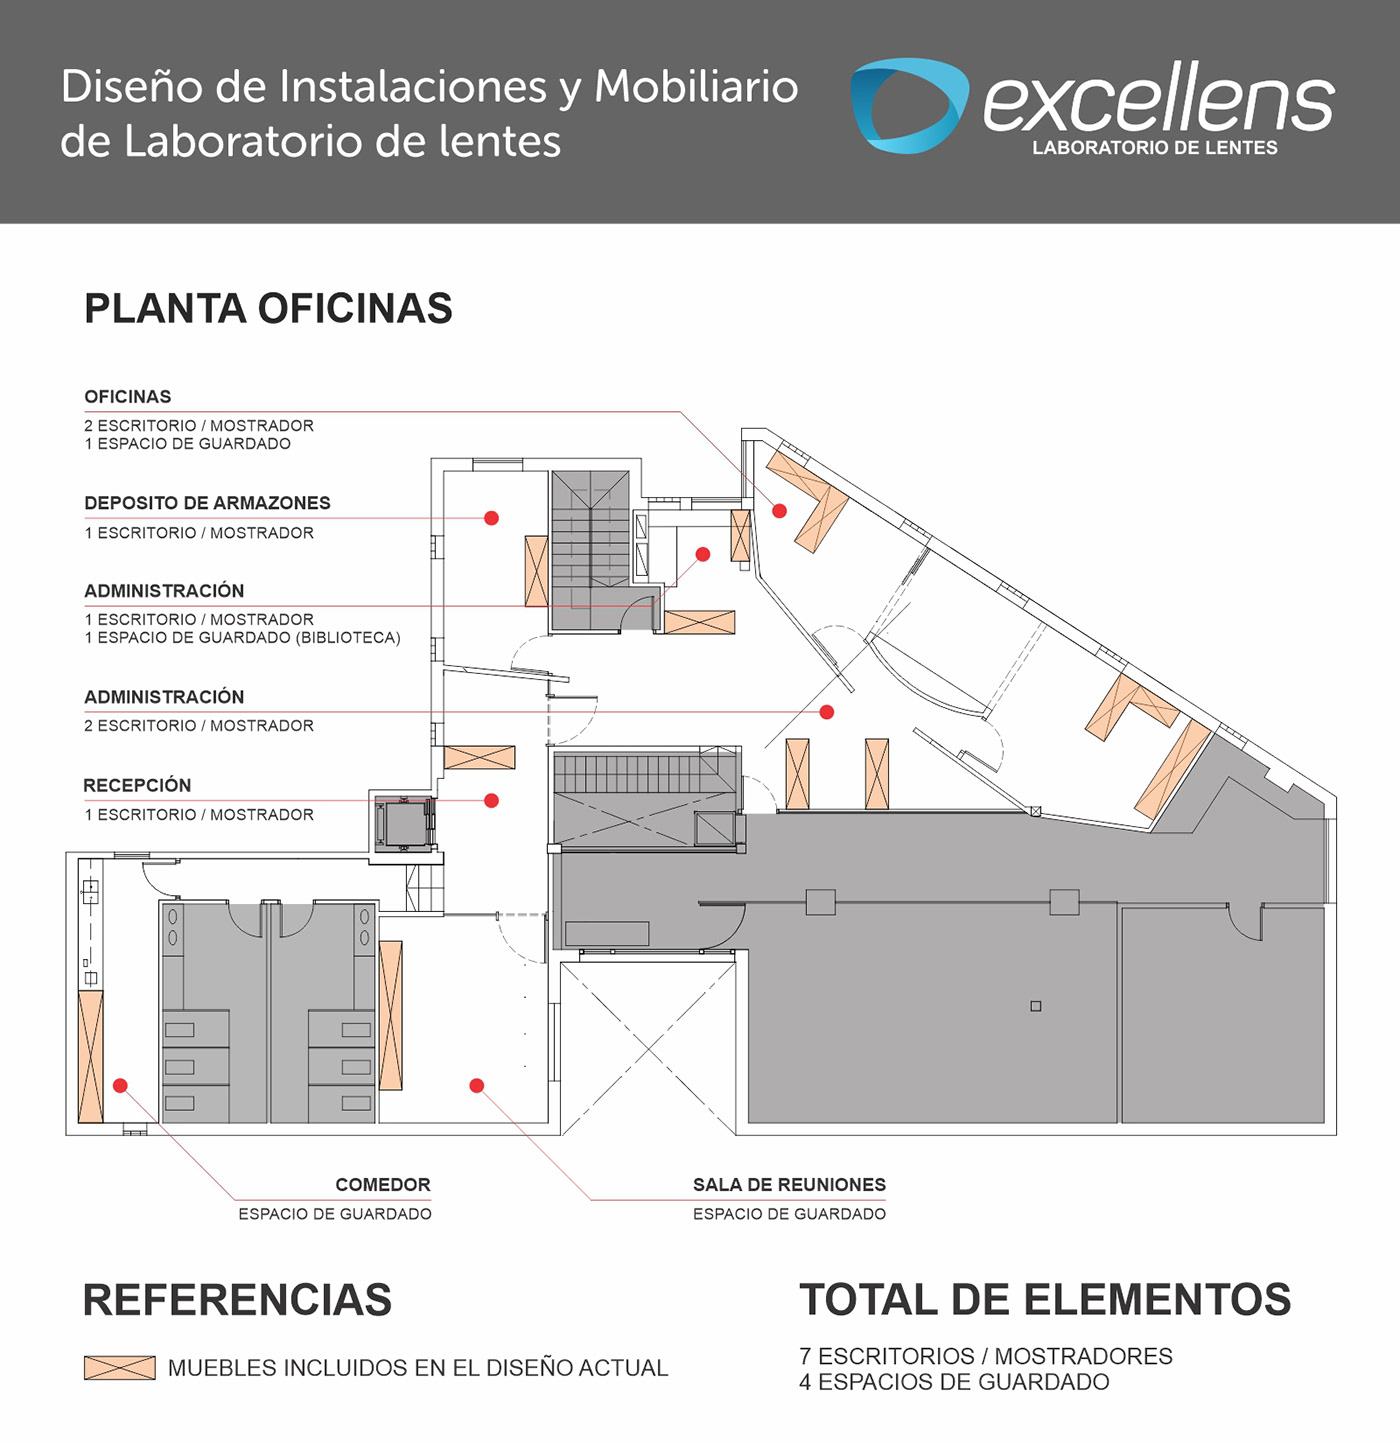 Diseño de Instalaciones y Mobiliario
de Laboratorio de lentes
excellens
LABORATORIO DE LENTES
PLANTA OFICINAS
OFICINAS
2 ESCRITORIO / MOSTRADOR
1 ESPACIO DE GUARDADO
DEPOSITO DE ARMAZONES
1 ESCRITORIO / MOSTRADOR
ADMINISTRACIÓN
1 ESCRITORIO / MOSTRADOR
1 ESPACIO DE GUARDADO (BIBLIOTECA)
ADMINISTRACIÓN
2 ESCRITORIO / MOSTRADOR
RECEPCIÓN
1 ESCRITORIO / MOSTRADOR
COMEDOR
ESPACIO DE GUARDADO
SALA DE REUNIONES
ESPACIO DE GUARDADO
REFERENCIAS
MUEBLES INCLUIDOS EN EL DISEÑO ACTUAL
TOTAL DE ELEMENTOS
7 ESCRITORIOS / MOSTRADORES
4 ESPACIOS DE GUARDADO